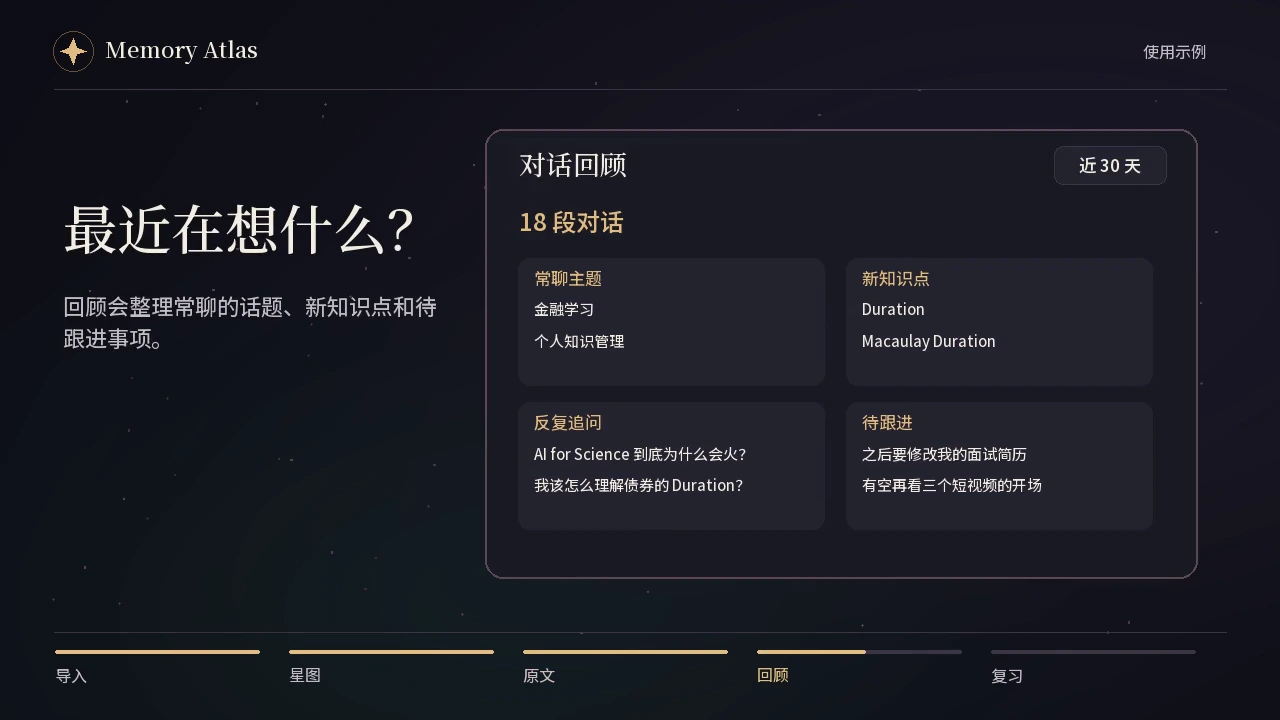 Memory Atlas
使用示例
最近在想什么？
回顾会整理常聊的话题、新知识点和待
跟进事项。
对话回顾
近 30 天
18 段对话
常聊主题
金融学习
个人知识管理
新知识点
Duration
Macaulay Duration
反复追问
AI for Science 到底为什么会火？
我该怎么理解债券的 Duration？
待跟进
之后要修改我的面试简历
有空再看三个短视频的开场
导入
星图
原文
回顾
复习